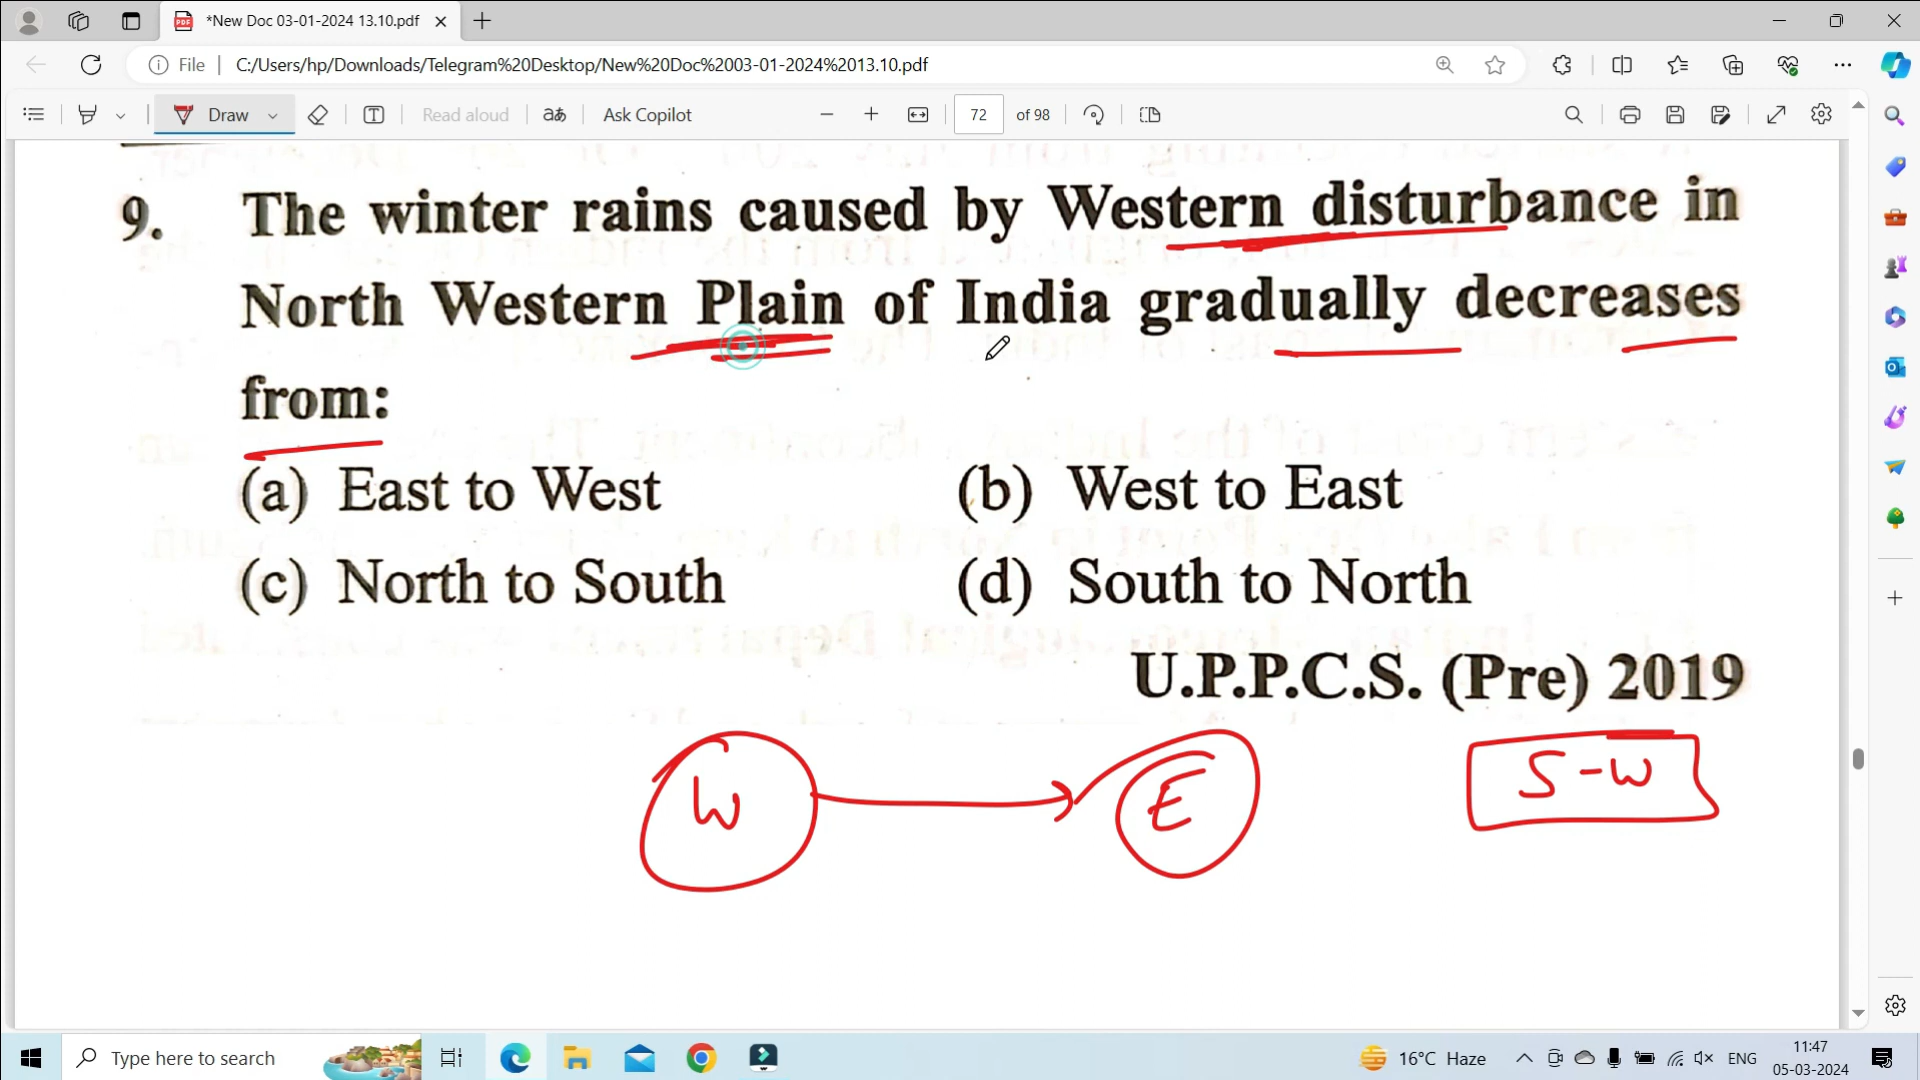 *New Doc 03-01-2024 13.10.pdf
File
C:/Users/hp/Downloads/Telegram%20Desktop/New%20Doc%2003-01-2024%2013.10.pdf
Draw
Read aloud
aあ
Ask Copilot
72
of 98
9. The winter rains caused by Western disturbance in
North Western Plain of India gradually decreases
from:
(a) East to West
(b) West to East
(c) North to South
(d) South to North
U.P.P.C.S. (Pre) 2019
W
E
S-W
Type here to search
16°C Haze
ENG
11:47
05-03-2024